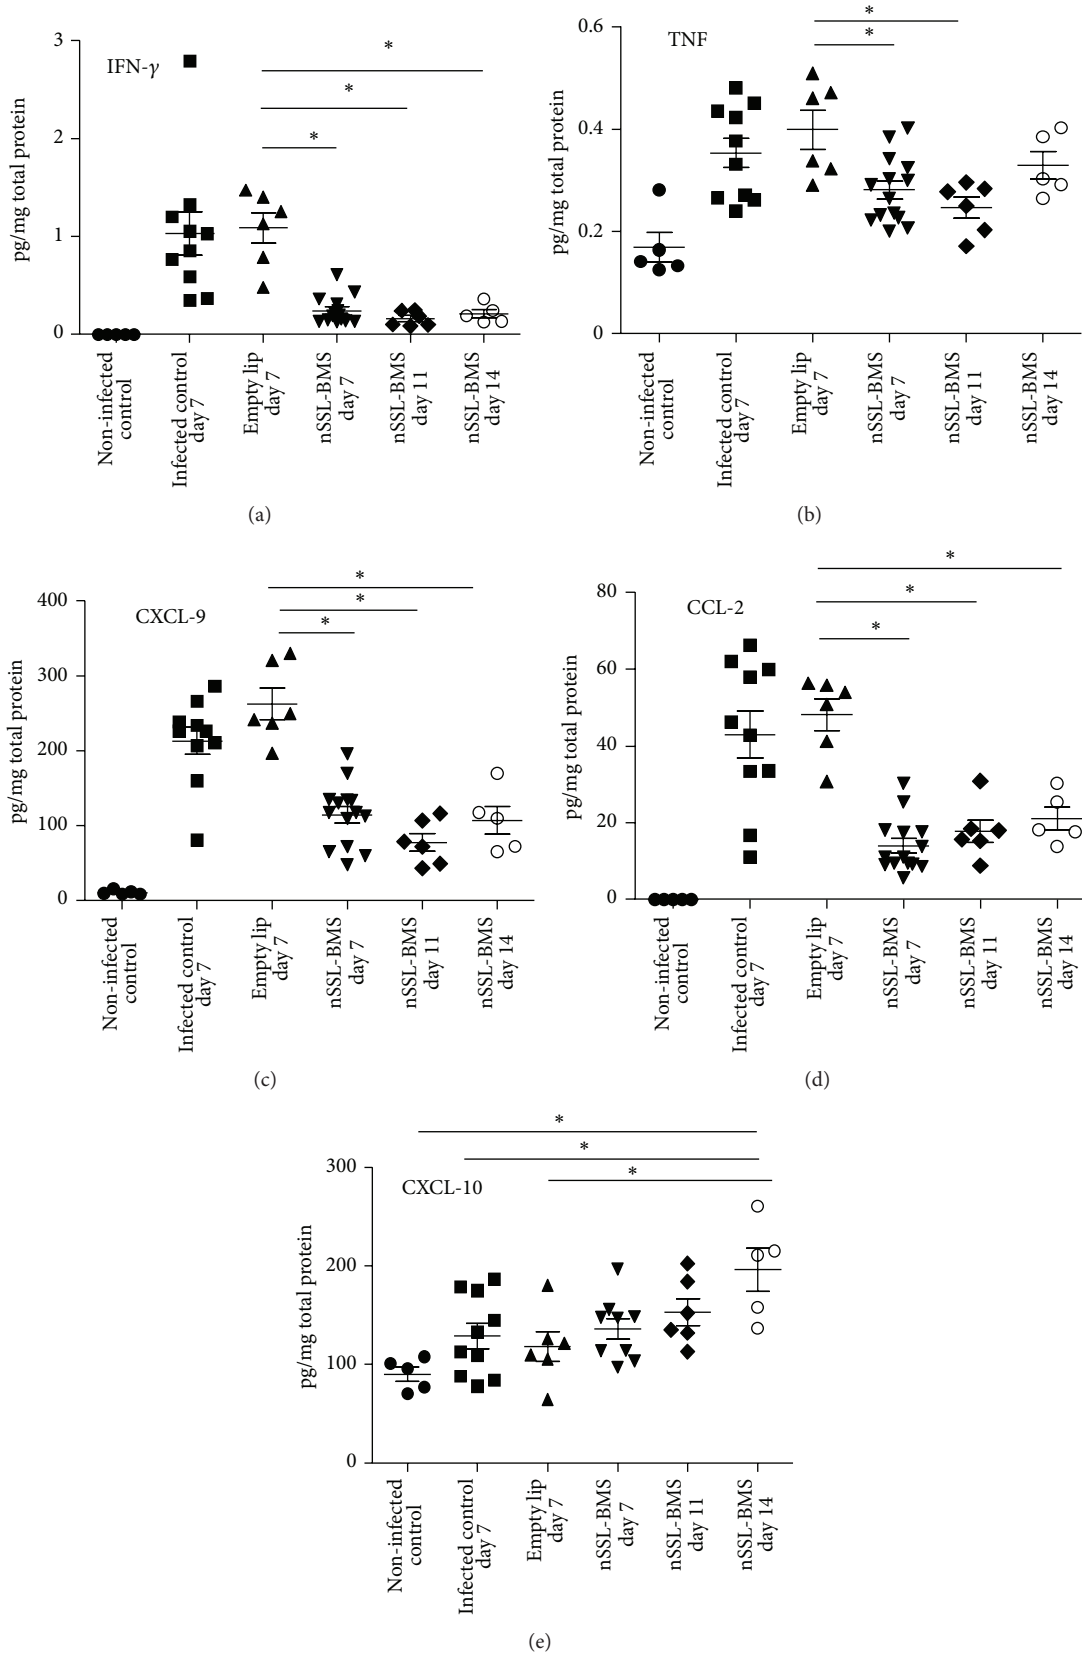 IFN-γ
*
*
*
pg/mg total protein
3
2
1
0
Non-infected
control
Infected control
day 7
Empty lip
day 7
nSSL-BMS
day 7
nSSL-BMS
day 11
nSSL-BMS
day 14
(a)
TNF
*
*
pg/mg total protein
0.6
0.4
0.2
0
Non-infected
control
Infected control
day 7
Empty lip
day 7
nSSL-BMS
day 7
nSSL-BMS
day 11
nSSL-BMS
day 14
(b)
CXCL-9
*
*
*
pg/mg total protein
400
300
200
100
0
Non-infected
control
Infected control
day 7
Empty lip
day 7
nSSL-BMS
day 7
nSSL-BMS
day 11
nSSL-BMS
day 14
(c)
CCL-2
*
*
*
pg/mg total protein
80
60
40
20
0
Non-infected
control
Infected control
day 7
Empty lip
day 7
nSSL-BMS
day 7
nSSL-BMS
day 11
nSSL-BMS
day 14
(d)
CXCL-10
*
*
*
pg/mg total protein
300
200
100
0
Non-infected
control
Infected control
day 7
Empty lip
day 7
nSSL-BMS
day 7
nSSL-BMS
day 11
nSSL-BMS
day 14
(e)